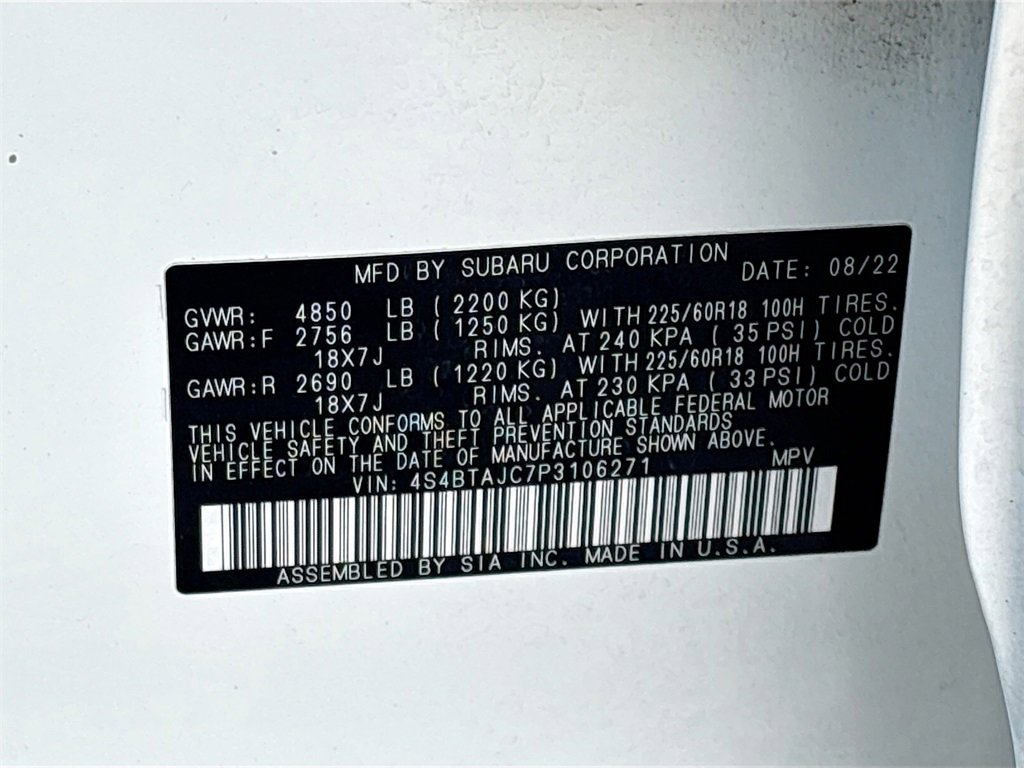 MFD BY SUBARU CORPORATION DATE: 08/22
GVWR: 4850 LB ( 2200 KG)
GAWR:F 2756 LB ( 1250 KG) WITH 225/60R18 100H TIRES.
18X7J RIMS. AT 240 KPA ( 35 PSI) COLD
GAWR:R 2690 LB ( 1220 KG) WITH 225/60R18 100H TIRES.
18X7J RIMS. AT 230 KPA ( 33 PSI) COLD
THIS VEHICLE CONFORMS TO ALL APPLICABLE FEDERAL MOTOR
VEHICLE SAFETY AND THEFT PREVENTION STANDARDS
IN EFFECT ON THE DATE OF MANUFACTURE SHOWN ABOVE.
VIN: 4S4BTAJC7P3106271 MPV
ASSEMBLED BY SIA INC. MADE IN U.S.A.